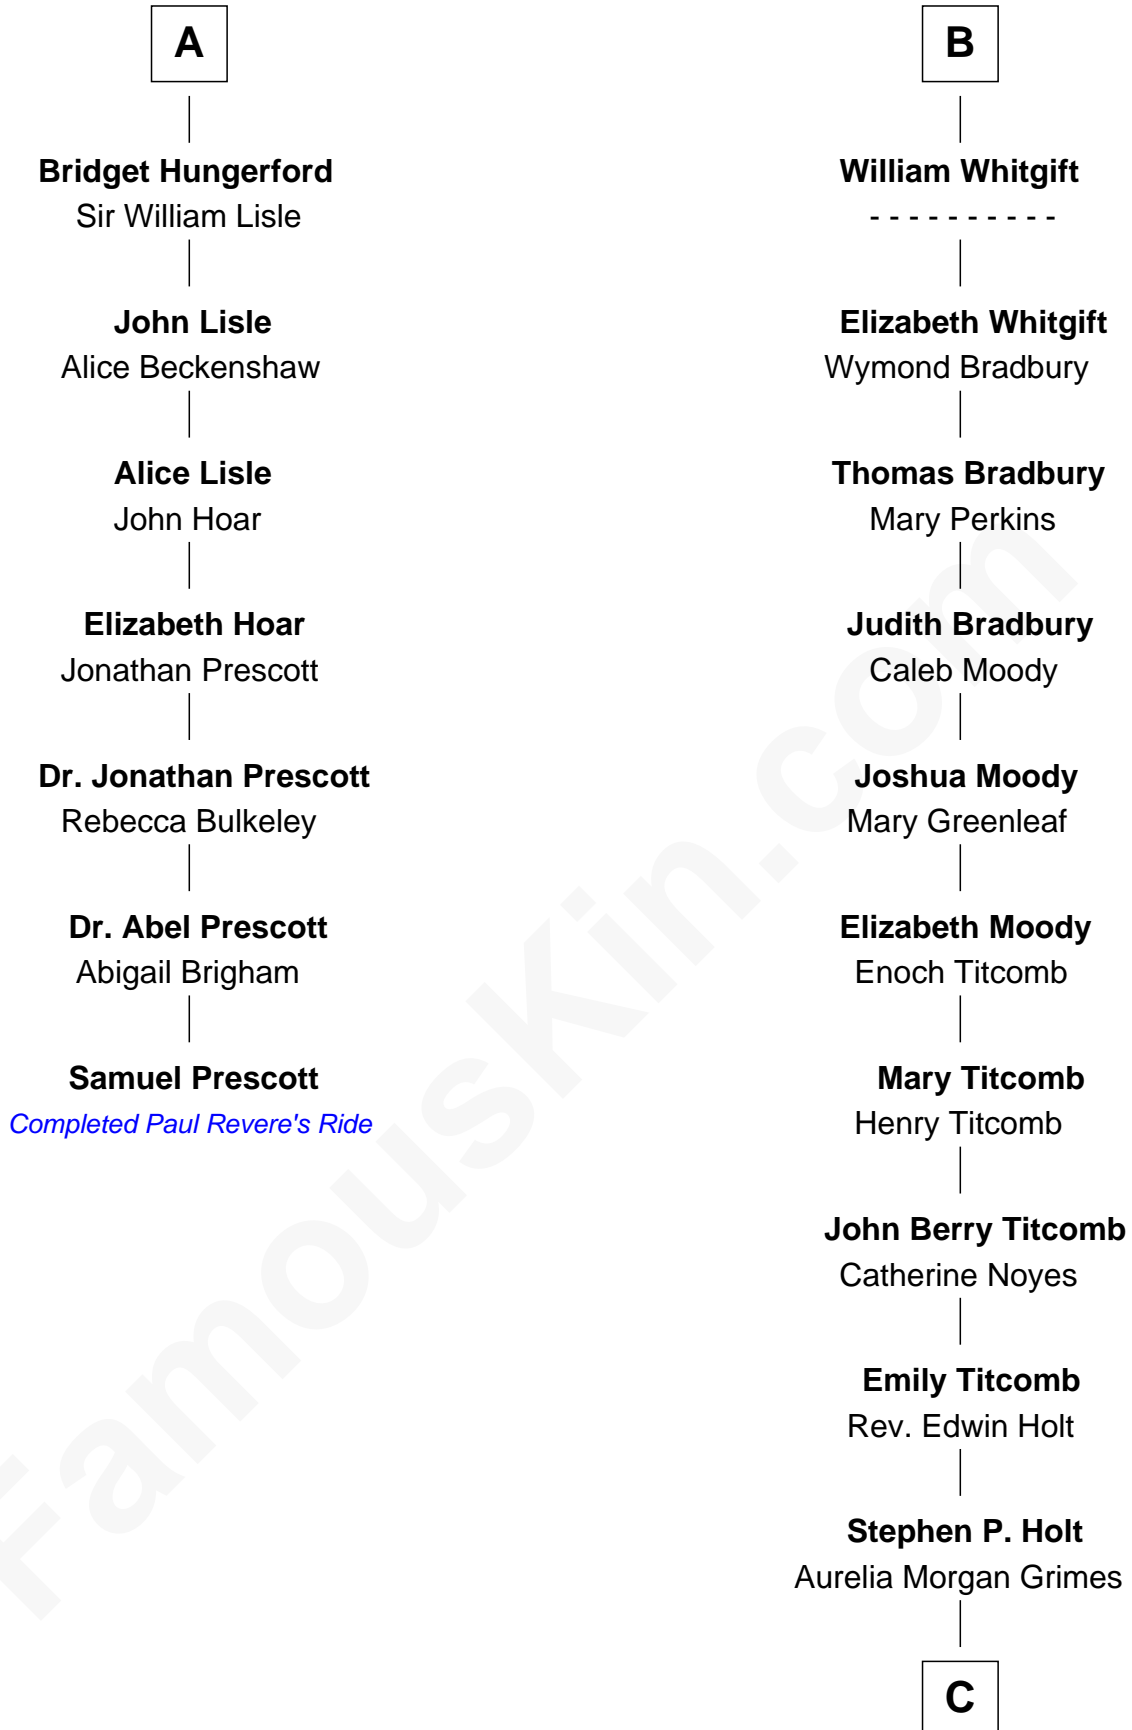 A
Bridget Hungerford
Sir William Lisle
John Lisle
Alice Beckenshaw
Alice Lisle
John Hoar
Elizabeth Hoar
Jonathan Prescott
Dr. Jonathan Prescott
Rebecca Bulkeley
Dr. Abel Prescott
Abigail Brigham
Samuel Prescott
Completed Paul Revere's Ride
B
William Whitgift
- - - - - - - - - -
Elizabeth Whitgift
Wymond Bradbury
Thomas Bradbury
Mary Perkins
Judith Bradbury
Caleb Moody
Joshua Moody
Mary Greenleaf
Elizabeth Moody
Enoch Titcomb
Mary Titcomb
Henry Titcomb
John Berry Titcomb
Catherine Noyes
Emily Titcomb
Rev. Edwin Holt
Stephen P. Holt
Aurelia Morgan Grimes
C
FamousKin.com